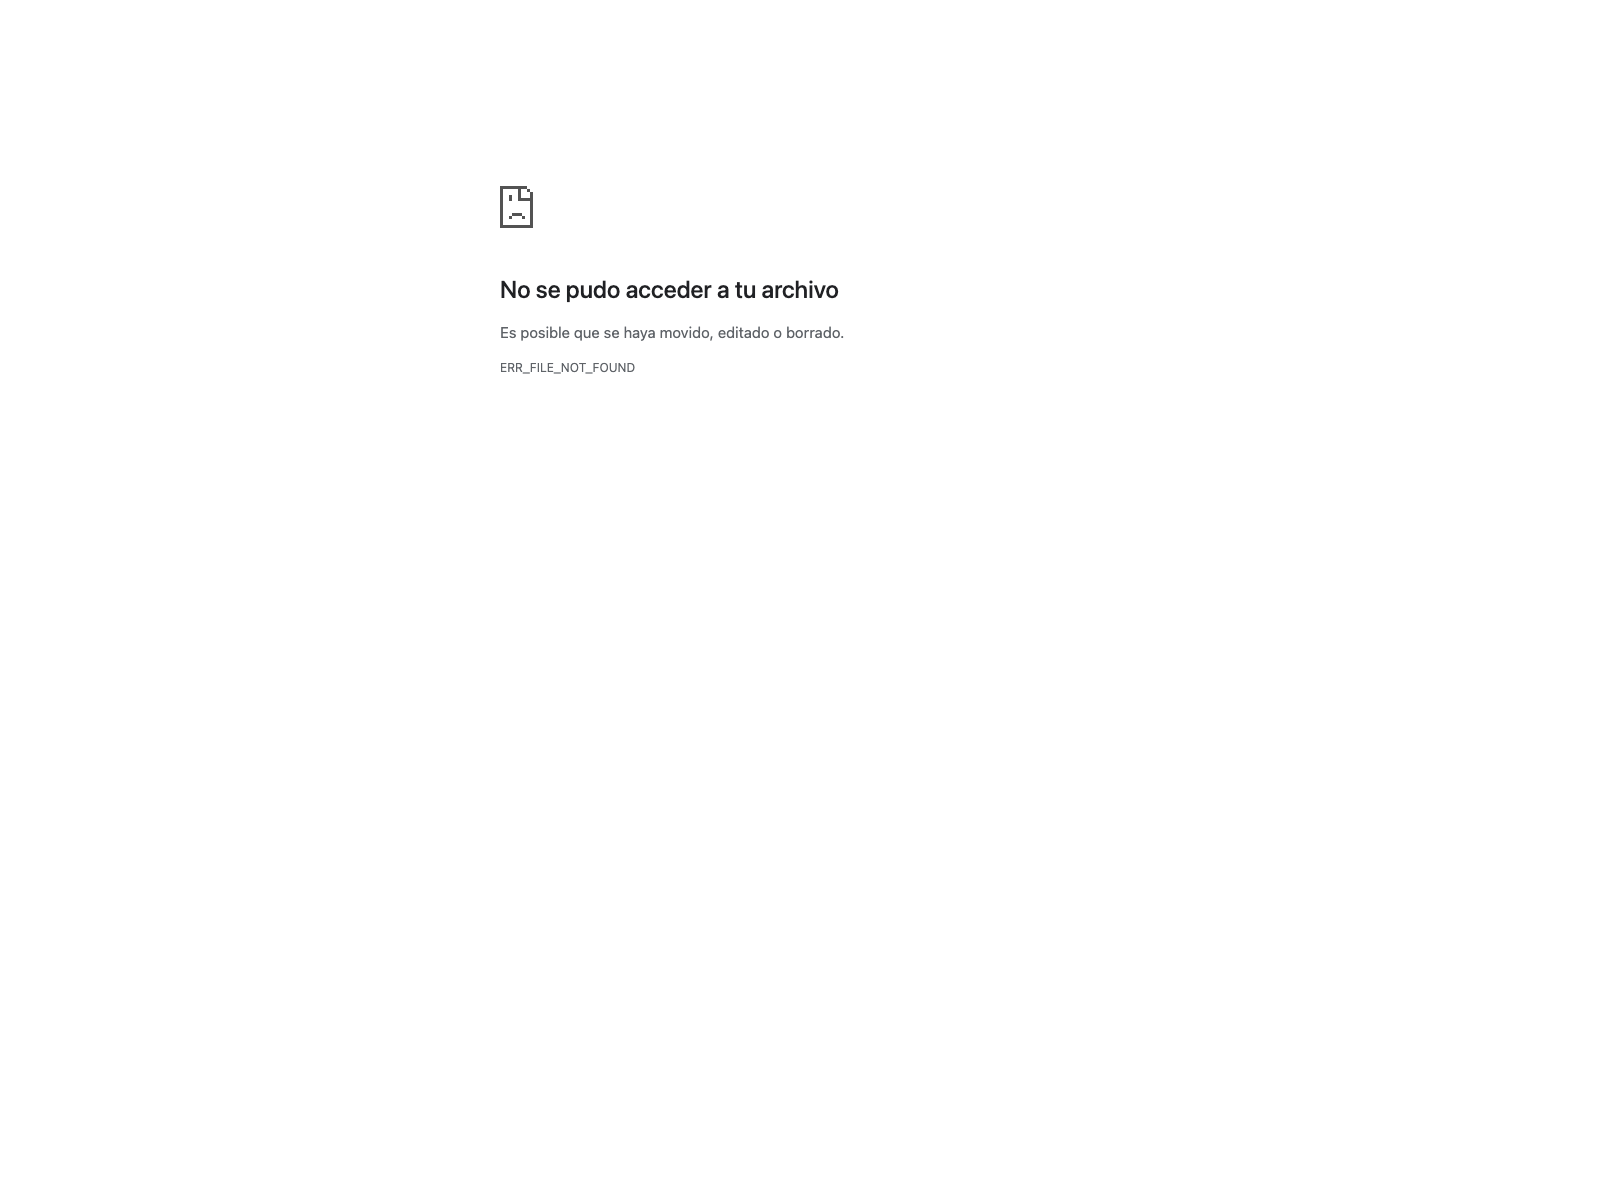 No se pudo acceder a tu archivo
Es posible que se haya movido, editado o borrado.
ERR_FILE_NOT_FOUND